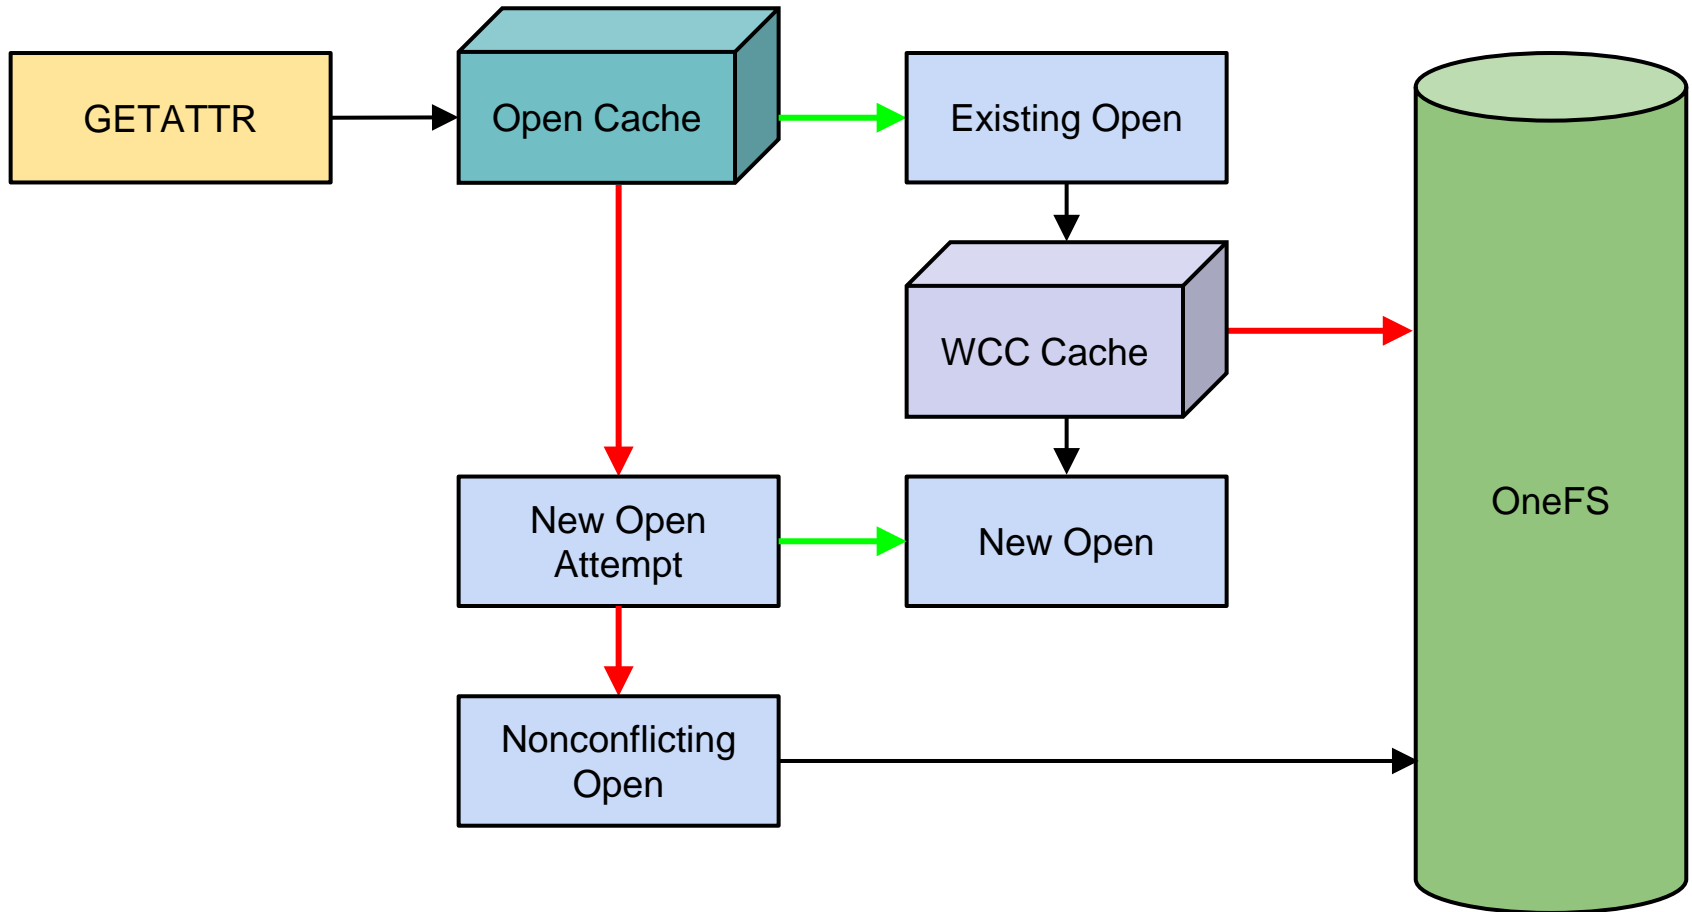 GETATTR
Open Cache
Existing Open
WCC Cache
New Open
Attempt
New Open
OneFS
Nonconflicting
Open